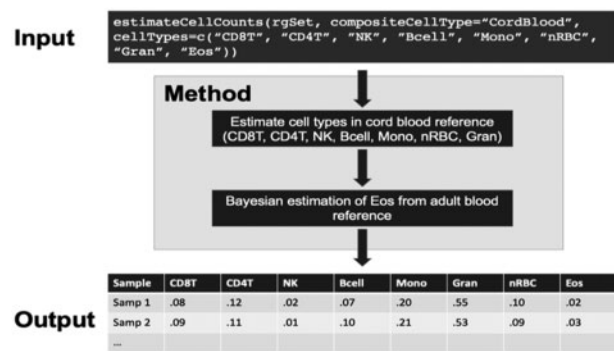 Input
estimateCellCounts(rgSet, compositeCellType=“CordBlood”,
cellTypes=c(“CD8T”, “CD4T”, “NK”, “Bcell”, “Mono”, “nRBC”,
“Gran”, “Eos”))
Method
Estimate cell types in cord blood reference
(CD8T, CD4T, NK, Bcell, Mono, nRBC, Gran)
Bayesian estimation of Eos from adult blood
reference
Output
Sample CD8T CD4T NK Bcell Mono Gran nRBC Eos
Samp 1 .08 .12 .02 .07 .20 .55 .10 .02
Samp 2 .09 .11 .01 .10 .21 .53 .09 .03
...